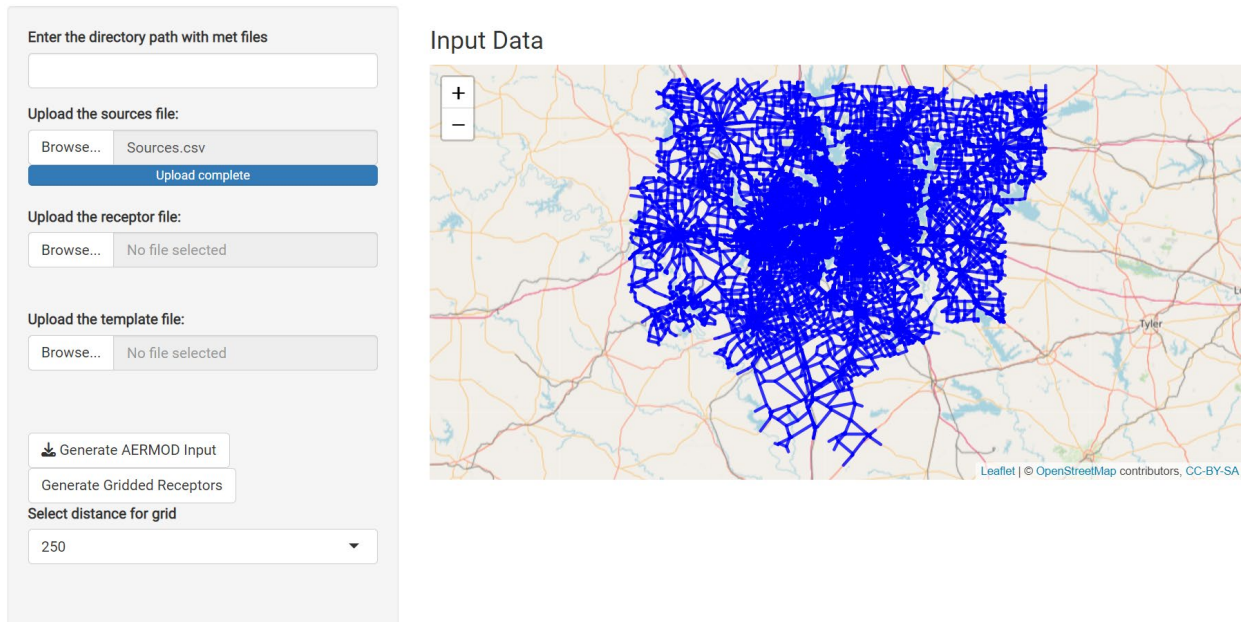 Enter the directory path with met files
Upload the sources file:
Browse... Sources.csv
Upload complete
Upload the receptor file:
Browse... No file selected
Upload the template file:
Browse... No file selected
Generate AERMOD Input
Generate Gridded Receptors
Select distance for grid
250
Input Data
+
−
Tyler
Leaflet | © OpenStreetMap contributors, CC-BY-SA